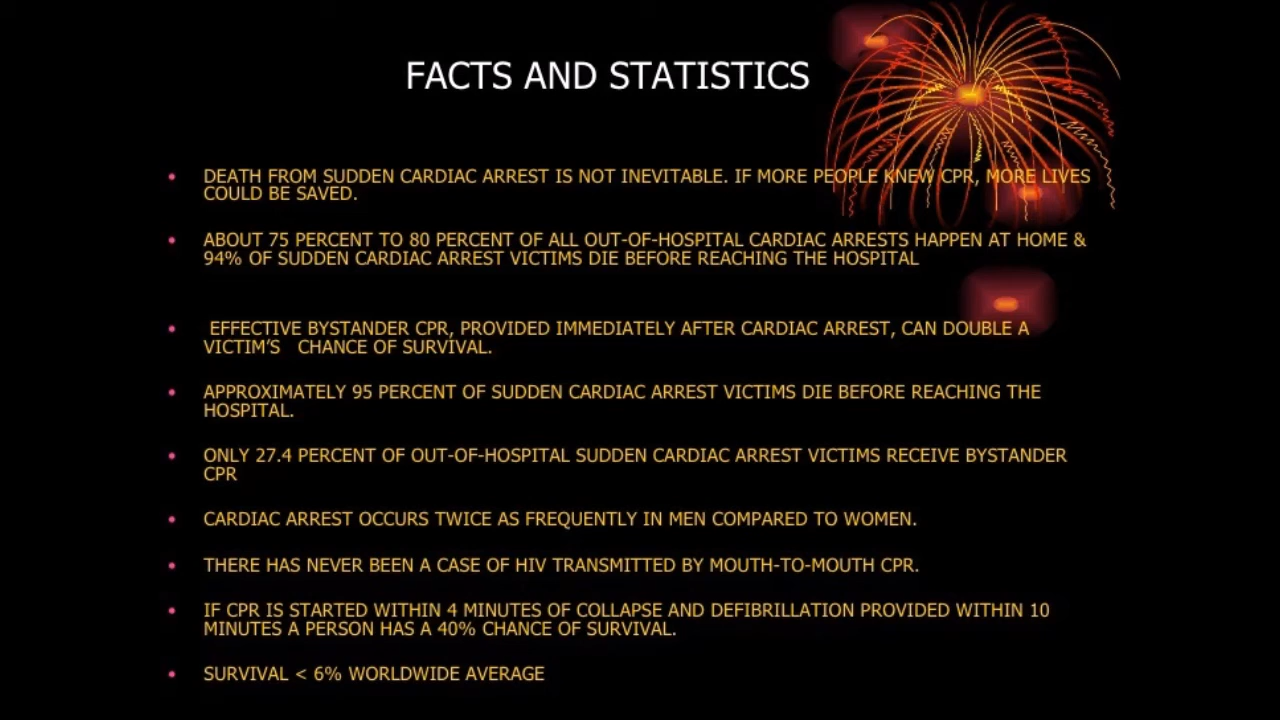 FACTS AND STATISTICS
• DEATH FROM SUDDEN CARDIAC ARREST IS NOT INEVITABLE. IF MORE PEOPLE KNEW CPR, MORE LIVES
COULD BE SAVED.
• ABOUT 75 PERCENT TO 80 PERCENT OF ALL OUT-OF-HOSPITAL CARDIAC ARRESTS HAPPEN AT HOME &
94% OF SUDDEN CARDIAC ARREST VICTIMS DIE BEFORE REACHING THE HOSPITAL
• EFFECTIVE BYSTANDER CPR, PROVIDED IMMEDIATELY AFTER CARDIAC ARREST, CAN DOUBLE A
VICTIM’S   CHANCE OF SURVIVAL.
• APPROXIMATELY 95 PERCENT OF SUDDEN CARDIAC ARREST VICTIMS DIE BEFORE REACHING THE
HOSPITAL.
• ONLY 27.4 PERCENT OF OUT-OF-HOSPITAL SUDDEN CARDIAC ARREST VICTIMS RECEIVE BYSTANDER
CPR
• CARDIAC ARREST OCCURS TWICE AS FREQUENTLY IN MEN COMPARED TO WOMEN.
• THERE HAS NEVER BEEN A CASE OF HIV TRANSMITTED BY MOUTH-TO-MOUTH CPR.
• IF CPR IS STARTED WITHIN 4 MINUTES OF COLLAPSE AND DEFIBRILLATION PROVIDED WITHIN 10
MINUTES A PERSON HAS A 40% CHANCE OF SURVIVAL.
• SURVIVAL < 6% WORLDWIDE AVERAGE